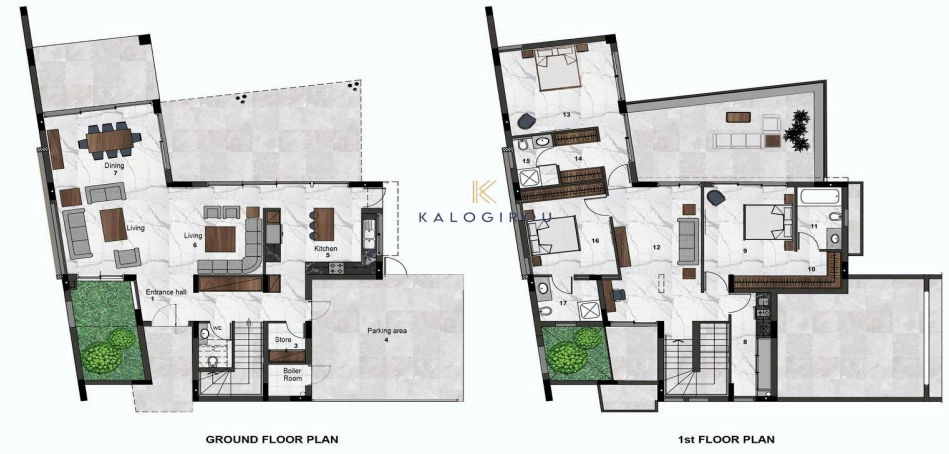 Dining
7
Living
Living
6
Kitchen
5
Entrance hall
1
wc
2
Store
3
Parking area
4
Boiler
Room
GROUND FLOOR PLAN
KALOGIROU
13
15
14
16
12
9
11
10
17
8
1st FLOOR PLAN